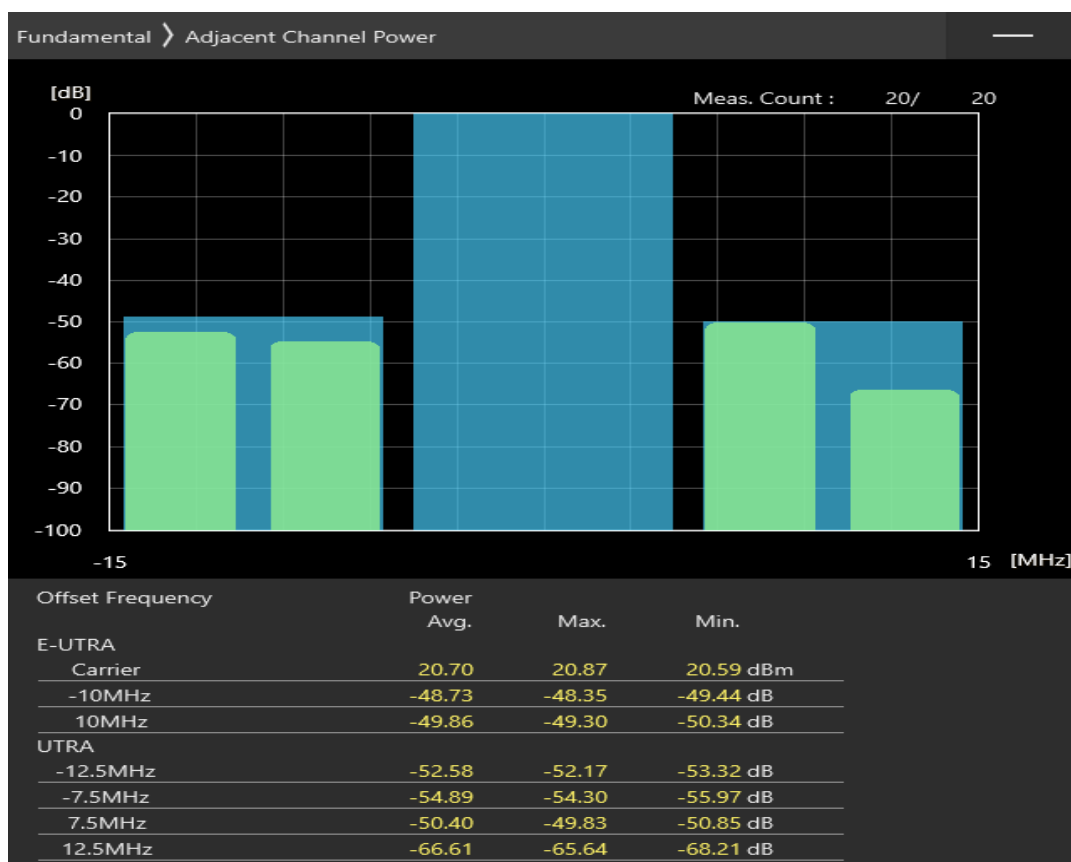 Fundamental 〉 Adjacent Channel Power
[dB]
Meas. Count : 20/ 20
0
-10
-20
-30
-40
-50
-60
-70
-80
-90
-100
-15 15 [MHz]
Offset Frequency Power
Avg. Max. Min.
E-UTRA
Carrier 20.70 20.87 20.59 dBm
-10MHz -48.73 -48.35 -49.44 dB
10MHz -49.86 -49.30 -50.34 dB
UTRA
-12.5MHz -52.58 -52.17 -53.32 dB
-7.5MHz -54.89 -54.30 -55.97 dB
7.5MHz -50.40 -49.83 -50.85 dB
12.5MHz -66.61 -65.64 -68.21 dB